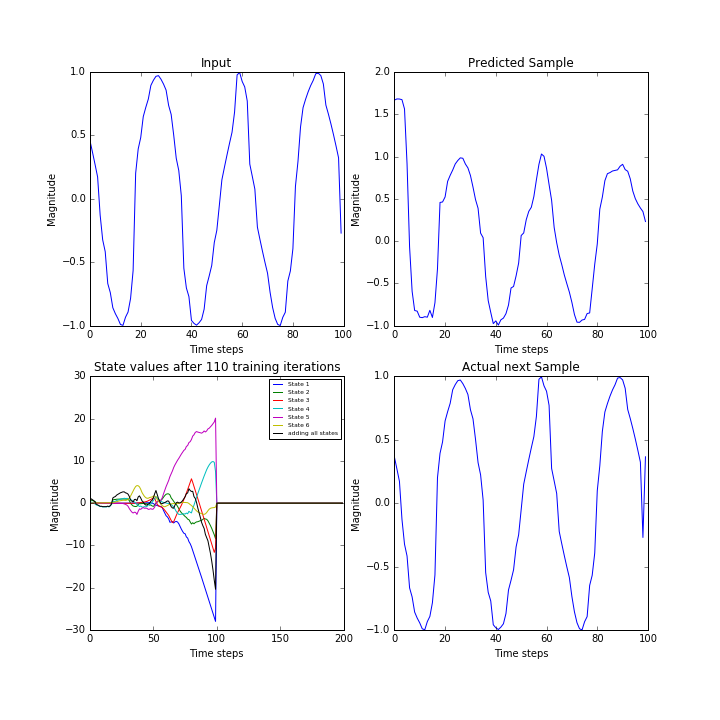 Input
Magnitude
1.0
0.5
0.0
−0.5
−1.0
0 20 40 60 80 100
Time steps
Predicted Sample
Magnitude
2.0
1.5
1.0
0.5
0.0
−0.5
−1.0
0 20 40 60 80 100
Time steps
State values after 110 training iterations
Magnitude
30
20
10
0
−10
−20
−30
0 50 100 150 200
Time steps
State 1
State 2
State 3
State 4
State 5
State 6
adding all states
Actual next Sample
Magnitude
1.0
0.5
0.0
−0.5
−1.0
0 20 40 60 80 100
Time steps